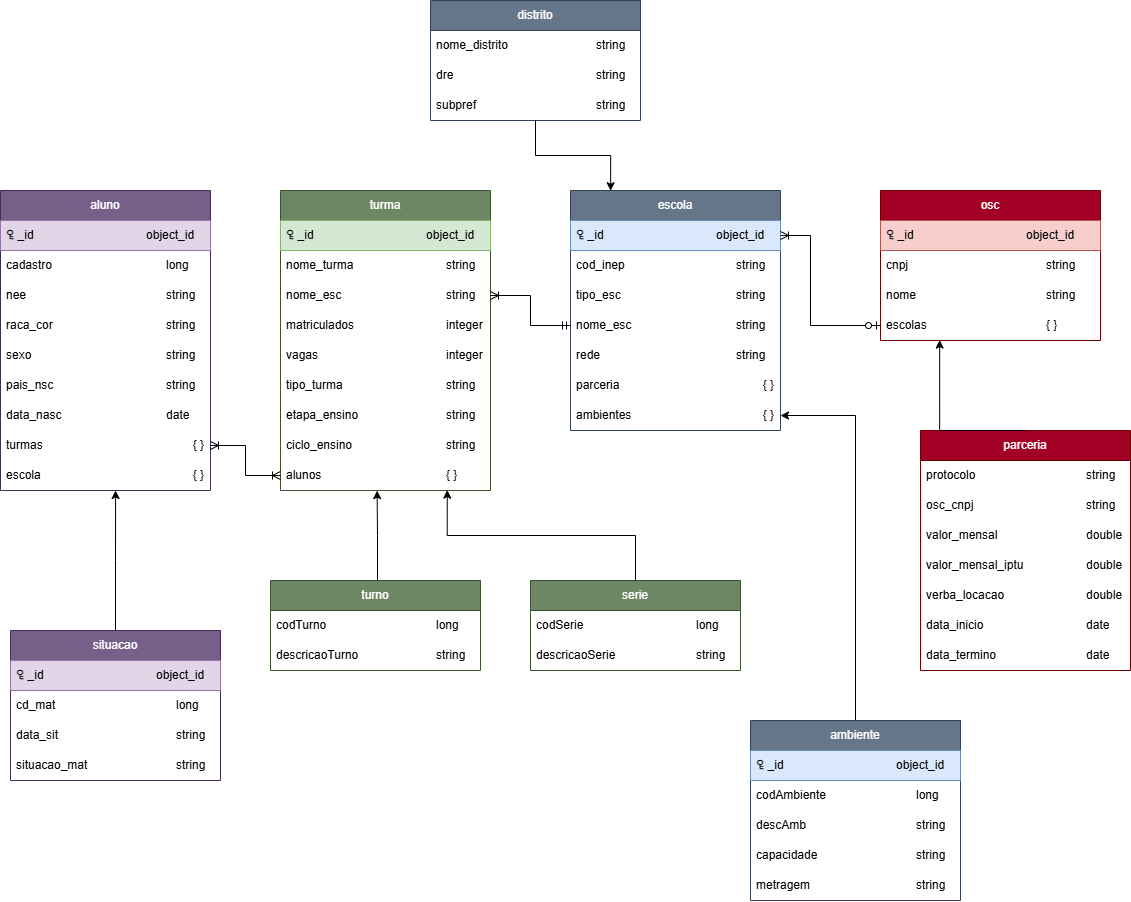 distrito
nome_distrito string
dre string
subpref string
aluno
_id object_id
cadastro long
nee string
raca_cor string
sexo string
pais_nsc string
data_nasc date
turmas { }
escola { }
turma
_id object_id
nome_turma string
nome_esc string
matriculados integer
vagas integer
tipo_turma string
etapa_ensino string
ciclo_ensino string
alunos { }
escola
_id object_id
cod_inep string
tipo_esc string
nome_esc string
rede string
parceria { }
ambientes { }
osc
_id object_id
cnpj string
nome string
escolas { }
parceria
protocolo string
osc_cnpj string
valor_mensal double
valor_mensal_iptu double
verba_locacao double
data_inicio date
data_termino date
turno
codTurno long
descricaoTurno string
serie
codSerie long
descricaoSerie string
situacao
_id object_id
cd_mat long
data_sit string
situacao_mat string
ambiente
_id object_id
codAmbiente long
descAmb string
capacidade string
metragem string